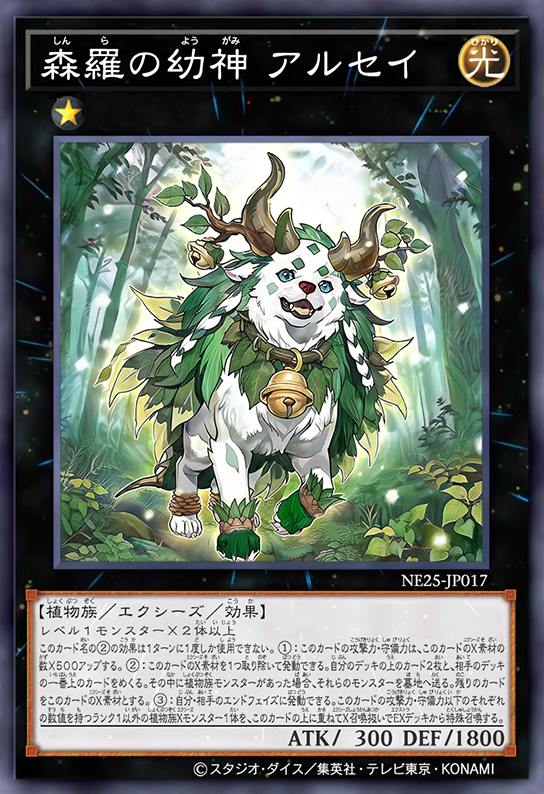 森羅の幼神 アルセイ
光
NE25-JP017
【植物族／エクシーズ／効果】
レベル１モンスター×２体以上
このカード名の②の効果は1ターンに1度しか使用できない。①：このカードの攻撃力・守備力は、このカードのX素材の
数X500アップする。②：このカードのX素材を1つ取り除いて発動できる。自分のデッキの上のカード2枚と、相手のデッキ
の一番上のカードをめくる。その中に植物族モンスターがあった場合、それらのモンスターを墓地へ送る。残りのカード
をこのカードのX素材とする。③：自分・相手のエンドフェイズに発動できる。このカードの攻撃力・守備力以下のそれぞれ
の数値を持つランク1以外の植物族Xモンスター1体を、このカードの上に重ねてX召喚扱いでEXデッキから特殊召喚する。
ATK/ 300 DEF/1800
©スタジオ・ダイス／集英社・テレビ東京・KONAMI